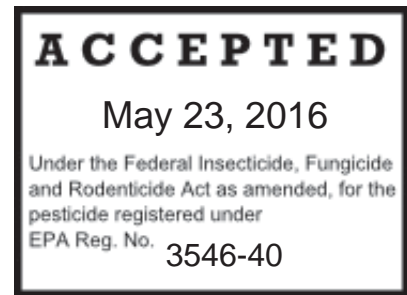 ACCEPTED
May 23, 2016
Under the Federal Insecticide, Fungicide
and Rodenticide Act as amended, for the
pesticide registered under
EPA Reg. No. 3546-40